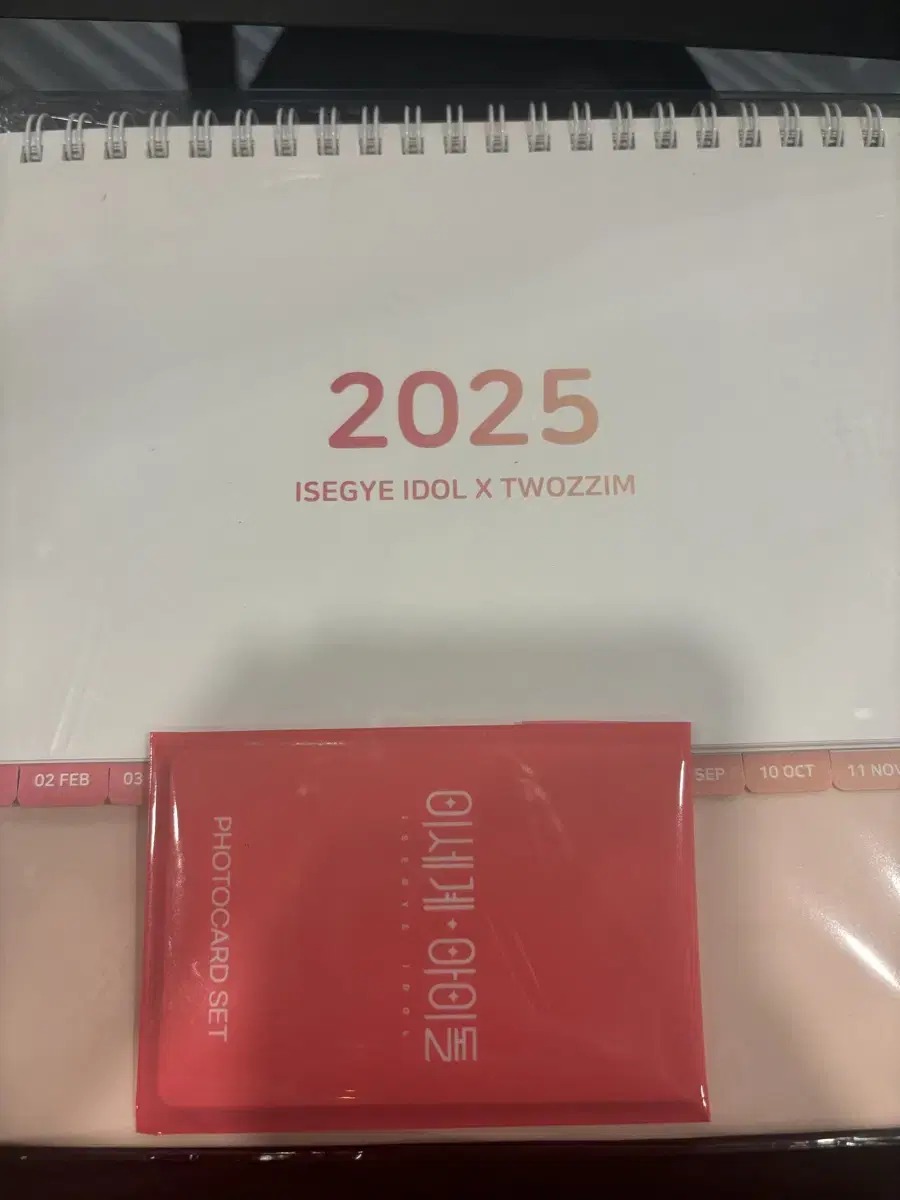 2025
ISEGYE IDOL X TWOZZIM
02 FEB
03
SEP
10 OCT
11 NOV
이세계아이돌
ISEGYE IDOL
PHOTOCARD SET